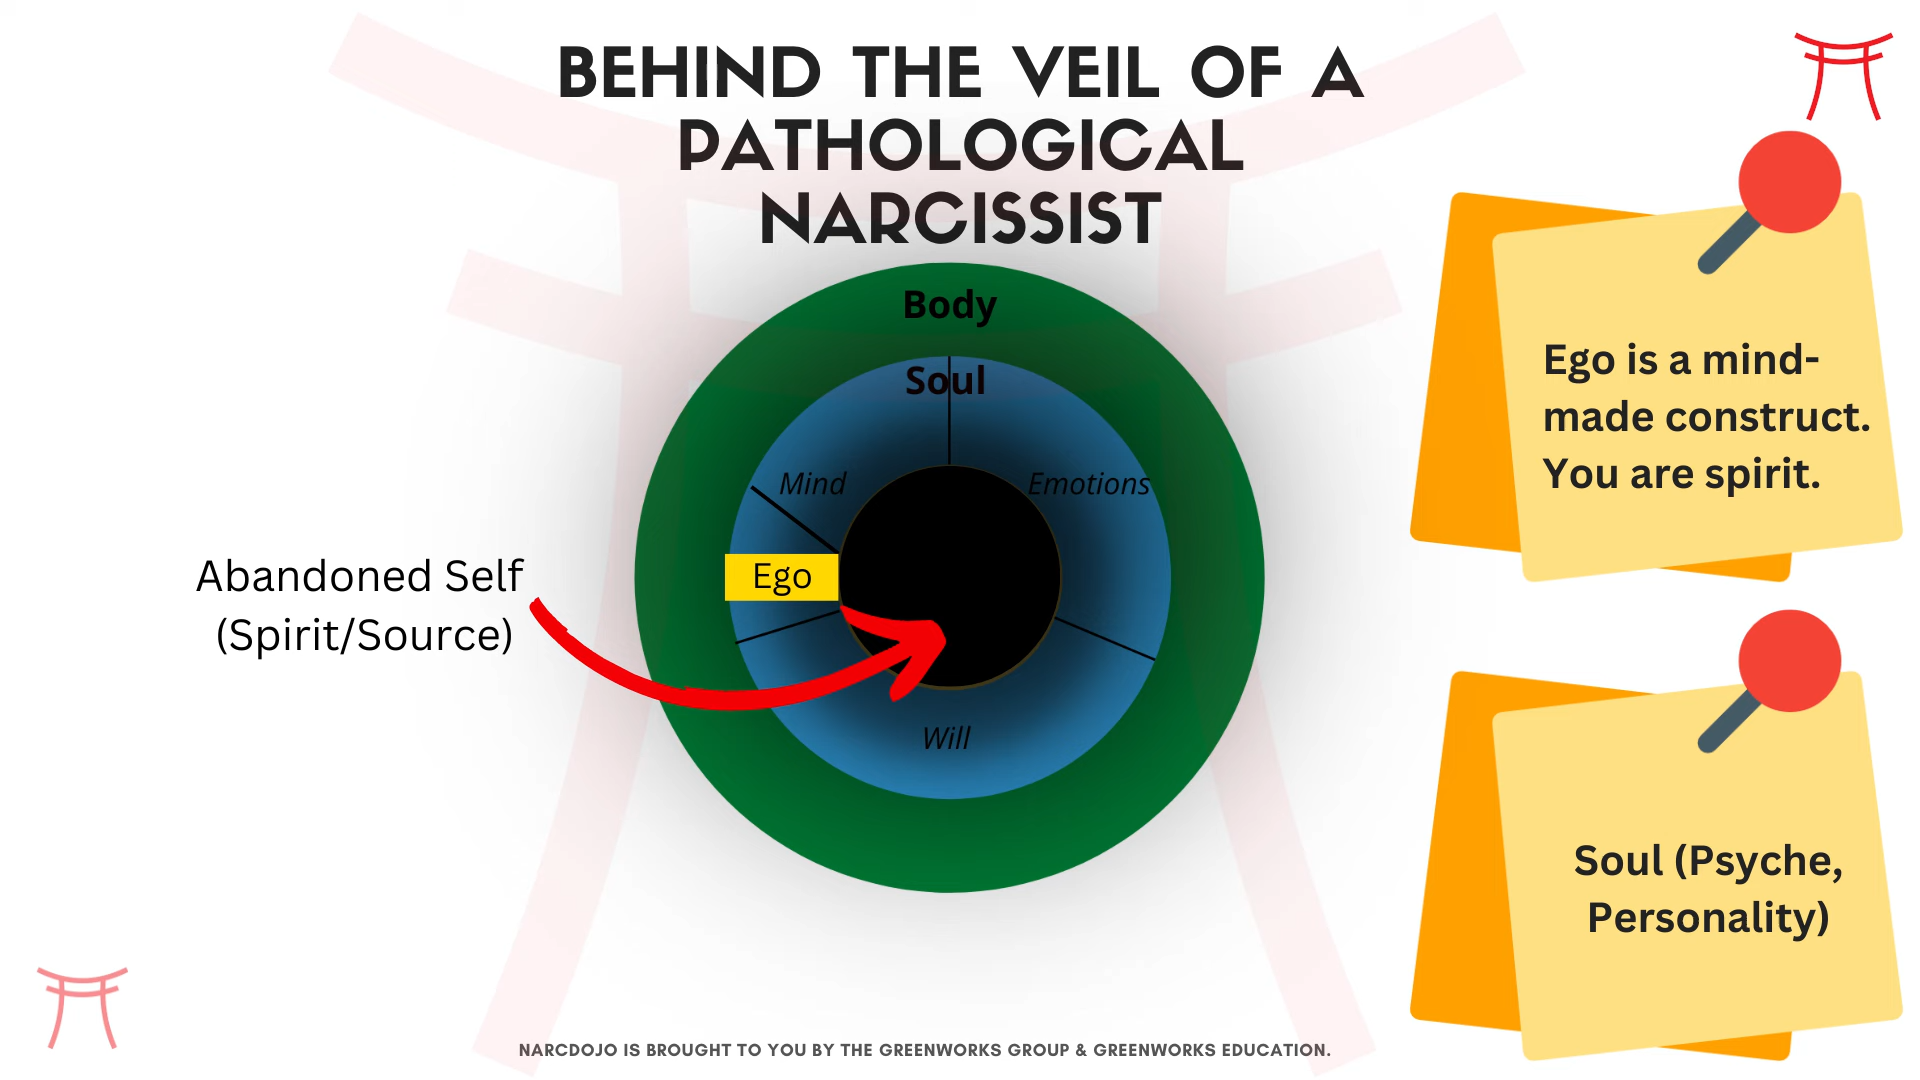 BEHIND THE VEIL OF A
PATHOLOGICAL
NARCISSIST
Body
Soul
Mind
Emotions
Ego
Will
Abandoned Self
(Spirit/Source)
Ego is a mind-
made construct.
You are spirit.
Soul (Psyche,
Personality)
NARCDOJO IS BROUGHT TO YOU BY THE GREENWORKS GROUP & GREENWORKS EDUCATION.